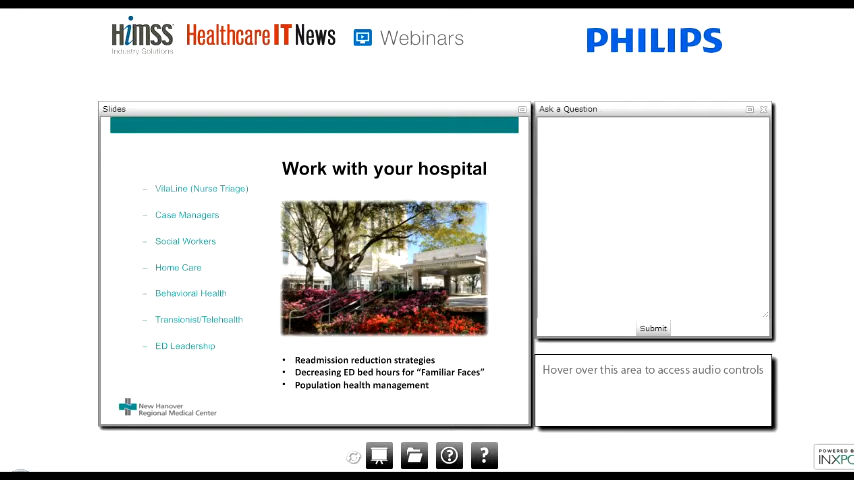 HiMSS
Industry Solutions
Healthcare IT News
Webinars
PHILIPS
Slides
Work with your hospital
– VitaLine (Nurse Triage)
– Case Managers
– Social Workers
– Home Care
– Behavioral Health
– Transionist/Telehealth
– ED Leadership
• Readmission reduction strategies
• Decreasing ED bed hours for “Familiar Faces”
• Population health management
New Hanover
Regional Medical Center
Ask a Question
Submit
Hover over this area to access audio controls
POWERED B
INXPO